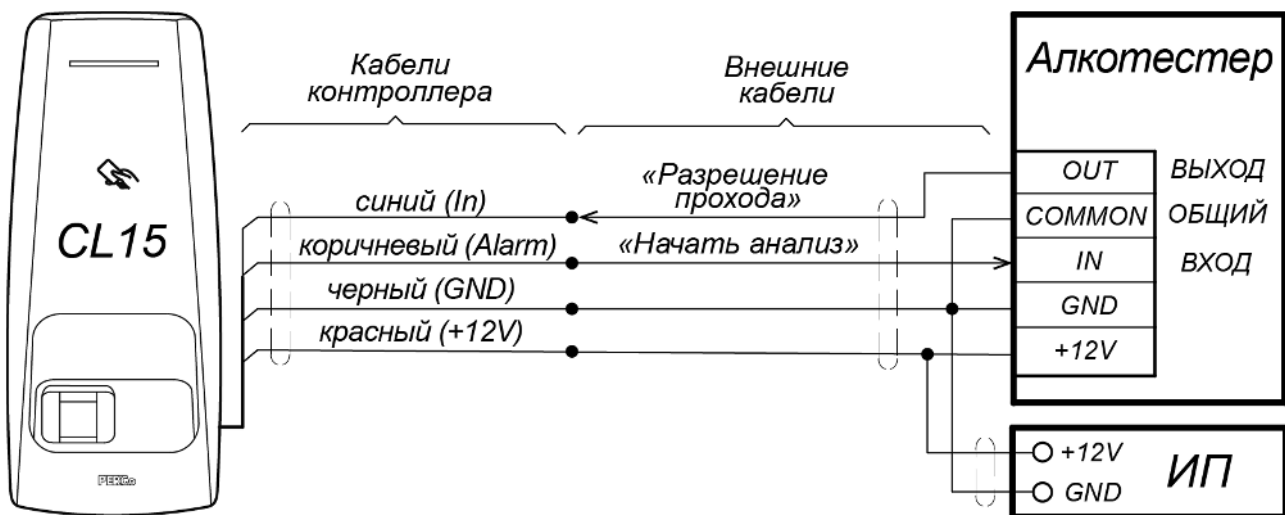 Кабели
контроллера
Внешние
кабели
Алкотестер
CL15
PERCo
синий (In)
«Разрешение
прохода»
OUT ВЫХОД
COMMON ОБЩИЙ
коричневый (Alarm) «Начать анализ»
IN ВХОД
черный (GND)
GND
красный (+12V)
+12V
+12V
GND
ИП